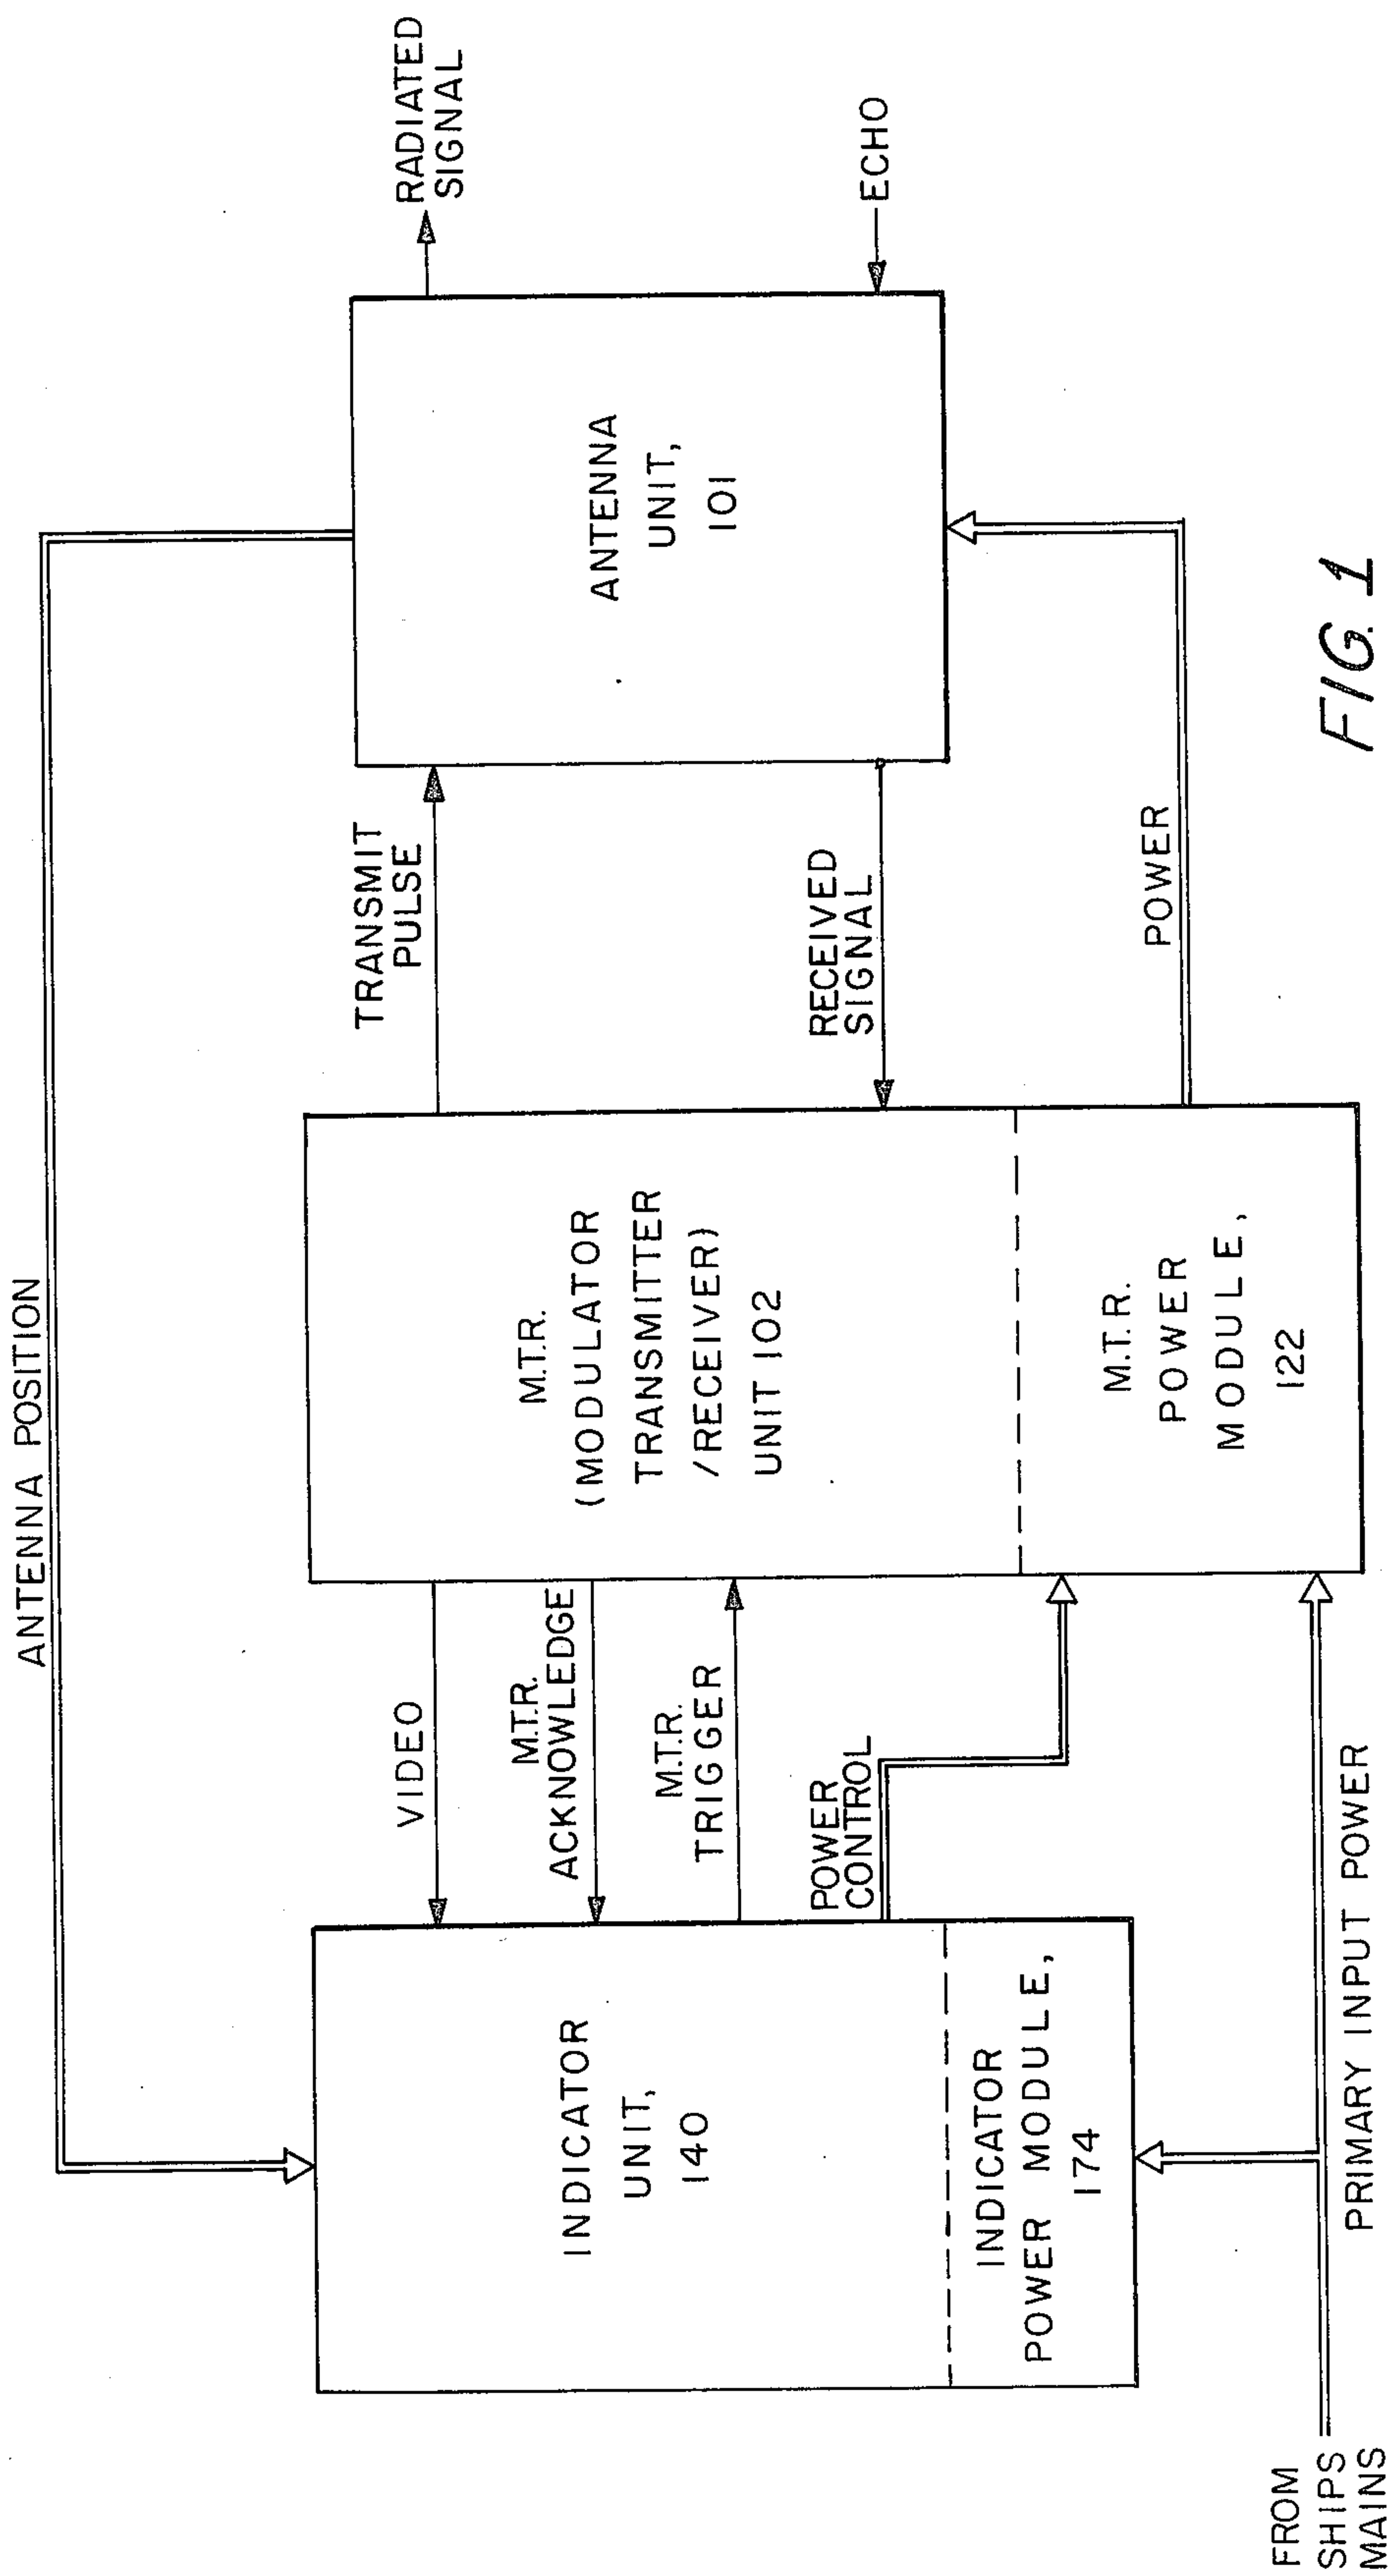 ANTENNA POSITION
VIDEO
M.T.R.
ACKNOWLEDGE
M.T.R.
TRIGGER
POWER
CONTROL
INDICATOR
UNIT,
140
INDICATOR
POWER MODULE,
174
M.T.R.
(MODULATOR
TRANSMITTER
/RECEIVER)
UNIT 102
M.T.R.
POWER
MODULE,
122
TRANSMIT
PULSE
RECEIVED
SIGNAL
POWER
ANTENNA
UNIT,
101
RADIATED
SIGNAL
ECHO
FROM
SHIPS
MAINS
PRIMARY INPUT POWER
FIG. 1